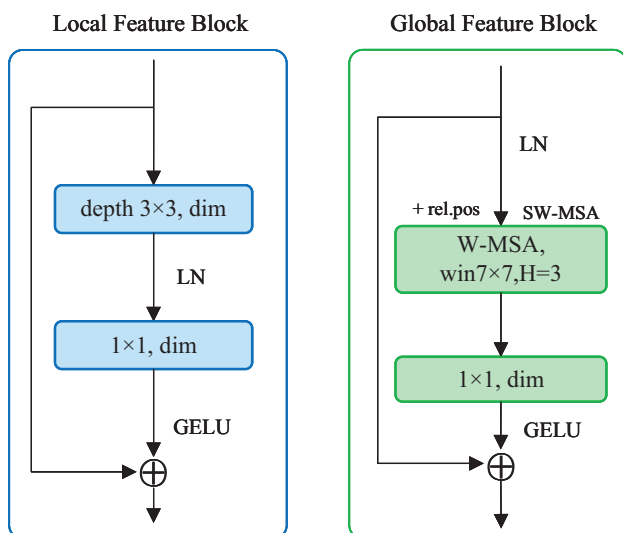 Local Feature Block
depth 3×3, dim
LN
1×1, dim
GELU
Global Feature Block
LN
+ rel.pos SW-MSA
W-MSA,
win7×7,H=3
1×1, dim
GELU